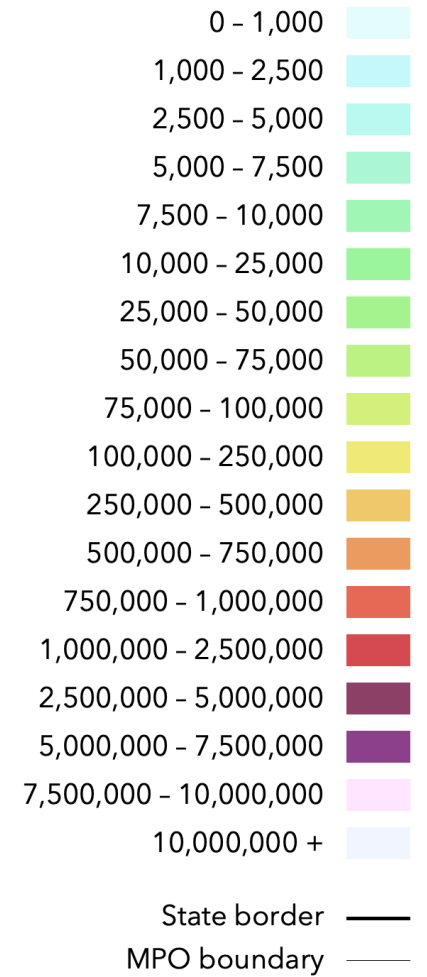 0 – 1,000
1,000 – 2,500
2,500 – 5,000
5,000 – 7,500
7,500 – 10,000
10,000 – 25,000
25,000 – 50,000
50,000 – 75,000
75,000 – 100,000
100,000 – 250,000
250,000 – 500,000
500,000 – 750,000
750,000 – 1,000,000
1,000,000 – 2,500,000
2,500,000 – 5,000,000
5,000,000 – 7,500,000
7,500,000 – 10,000,000
10,000,000 +
State border
MPO boundary